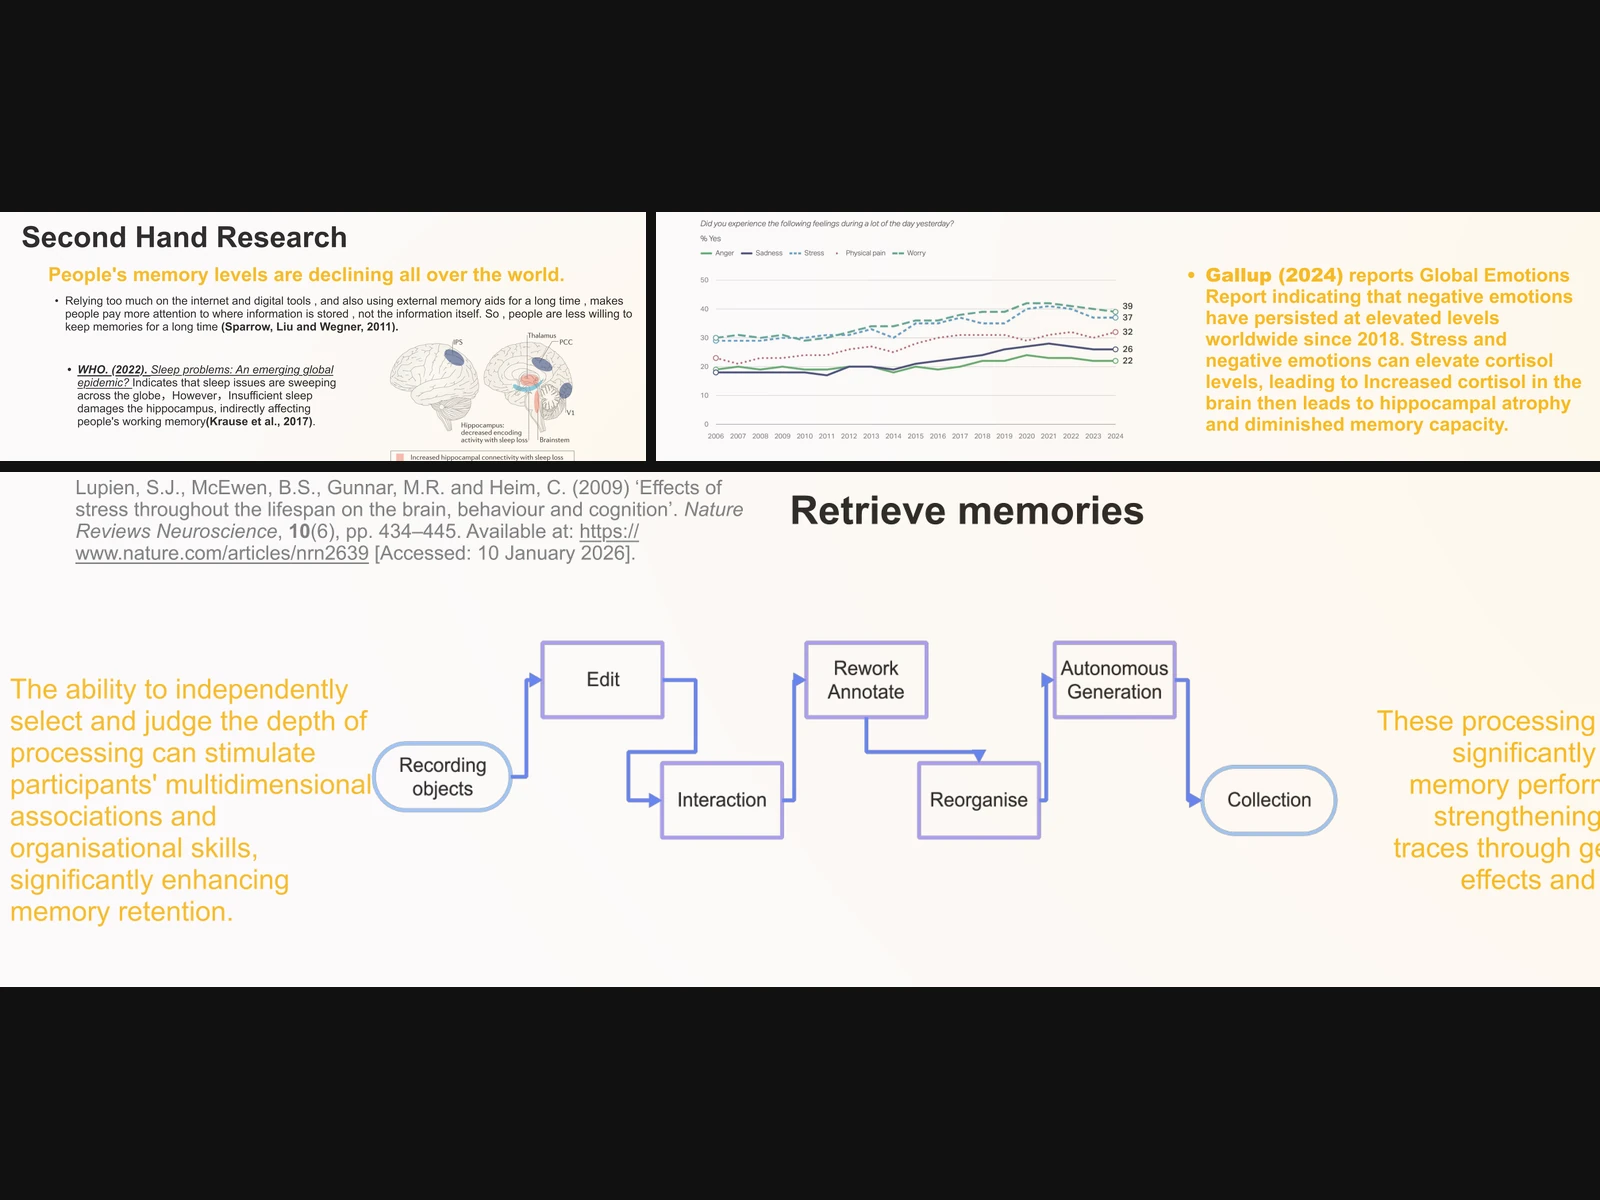 Second Hand Research
People's memory levels are declining all over the world.
• Relying too much on the internet and digital tools , and also using external memory aids for a long time , makes
people pay more attention to where information is stored , not the information itself. So , people are less willing to
keep memories for a long time (Sparrow, Liu and Wegner, 2011).
• WHO. (2022). Sleep problems: An emerging global
epidemic? Indicates that sleep issues are sweeping
across the globe，However，Insufficient sleep
damages the hippocampus, indirectly affecting
people's working memory(Krause et al., 2017).
IPS
Thalamus
PCC
V1
Hippocampus:
decreased encoding
activity with sleep loss
Brainstem
Increased hippocampal connectivity with sleep loss
Did you experience the following feelings during a lot of the day yesterday?
% Yes
Anger Sadness Stress Physical pain Worry
50
40
30
20
10
0
39
37
32
26
22
2006 2007 2008 2009 2010 2011 2012 2013 2014 2015 2016 2017 2018 2019 2020 2021 2022 2023 2024
• Gallup (2024) reports Global Emotions
Report indicating that negative emotions
have persisted at elevated levels
worldwide since 2018. Stress and
negative emotions can elevate cortisol
levels, leading to Increased cortisol in the
brain then leads to hippocampal atrophy
and diminished memory capacity.
Lupien, S.J., McEwen, B.S., Gunnar, M.R. and Heim, C. (2009) ‘Effects of
stress throughout the lifespan on the brain, behaviour and cognition’. Nature
Reviews Neuroscience, 10(6), pp. 434–445. Available at: https://
www.nature.com/articles/nrn2639 [Accessed: 10 January 2026].
Retrieve memories
The ability to independently
select and judge the depth of
processing can stimulate
participants' multidimensional
associations and
organisational skills,
significantly enhancing
memory retention.
Recording
objects
Edit
Interaction
Rework
Annotate
Reorganise
Autonomous
Generation
Collection
These processing
significantly
memory perform
strengthening
traces through ge
effects and